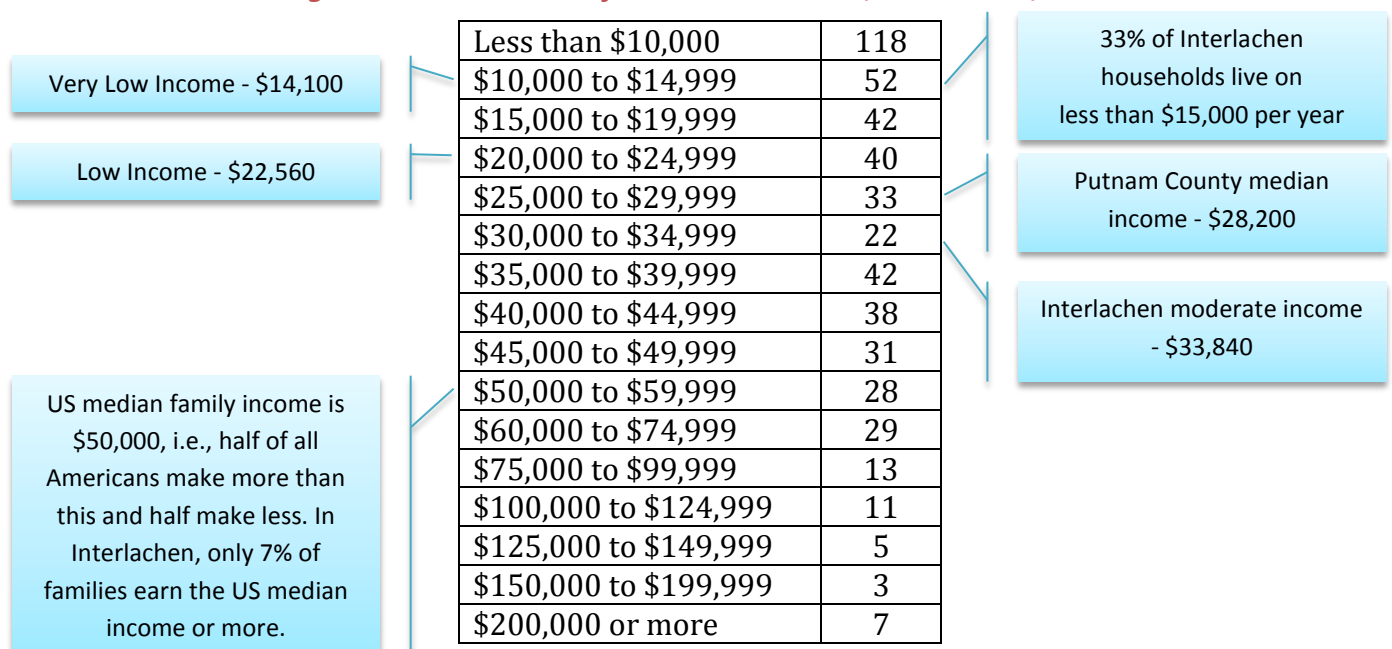 Less than $10,000 118
$10,000 to $14,999 52
$15,000 to $19,999 42
$20,000 to $24,999 40
$25,000 to $29,999 33
$30,000 to $34,999 22
$35,000 to $39,999 42
$40,000 to $44,999 38
$45,000 to $49,999 31
$50,000 to $59,999 28
$60,000 to $74,999 29
$75,000 to $99,999 13
$100,000 to $124,999 11
$125,000 to $149,999 5
$150,000 to $199,999 3
$200,000 or more 7
Very Low Income - $14,100
Low Income - $22,560
US median family income is
$50,000, i.e., half of all
Americans make more than
this and half make less. In
Interlachen, only 7% of
families earn the US median
income or more.
33% of Interlachen
households live on
less than $15,000 per year
Putnam County median
income - $28,200
Interlachen moderate income
- $33,840